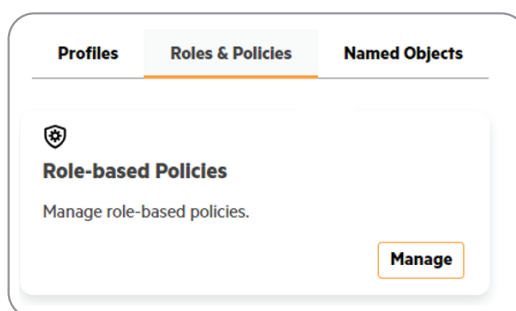 Profiles Roles & Policies Named Objects
Role-based Policies
Manage role-based policies.
Manage